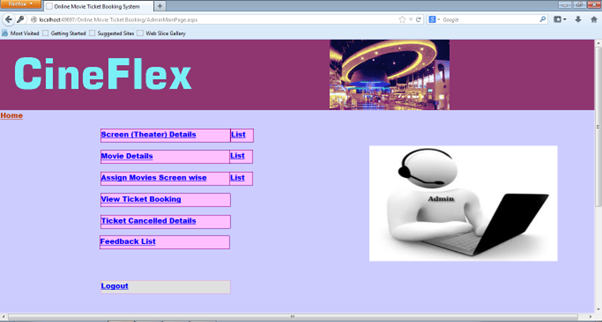 Firefox
Online Movie Ticket Booking System
localhost:49697/Online Movie Ticket Booking/AdminMainPage.aspx
Google
Most Visited Getting Started Suggested Sites Web Slice Gallery
CineFlex
Home
Screen (Theater) Details List
Movie Details List
Assign Movies Screen wise List
View Ticket Booking
Ticket Cancelled Details
Feedback List
Logout
Admin